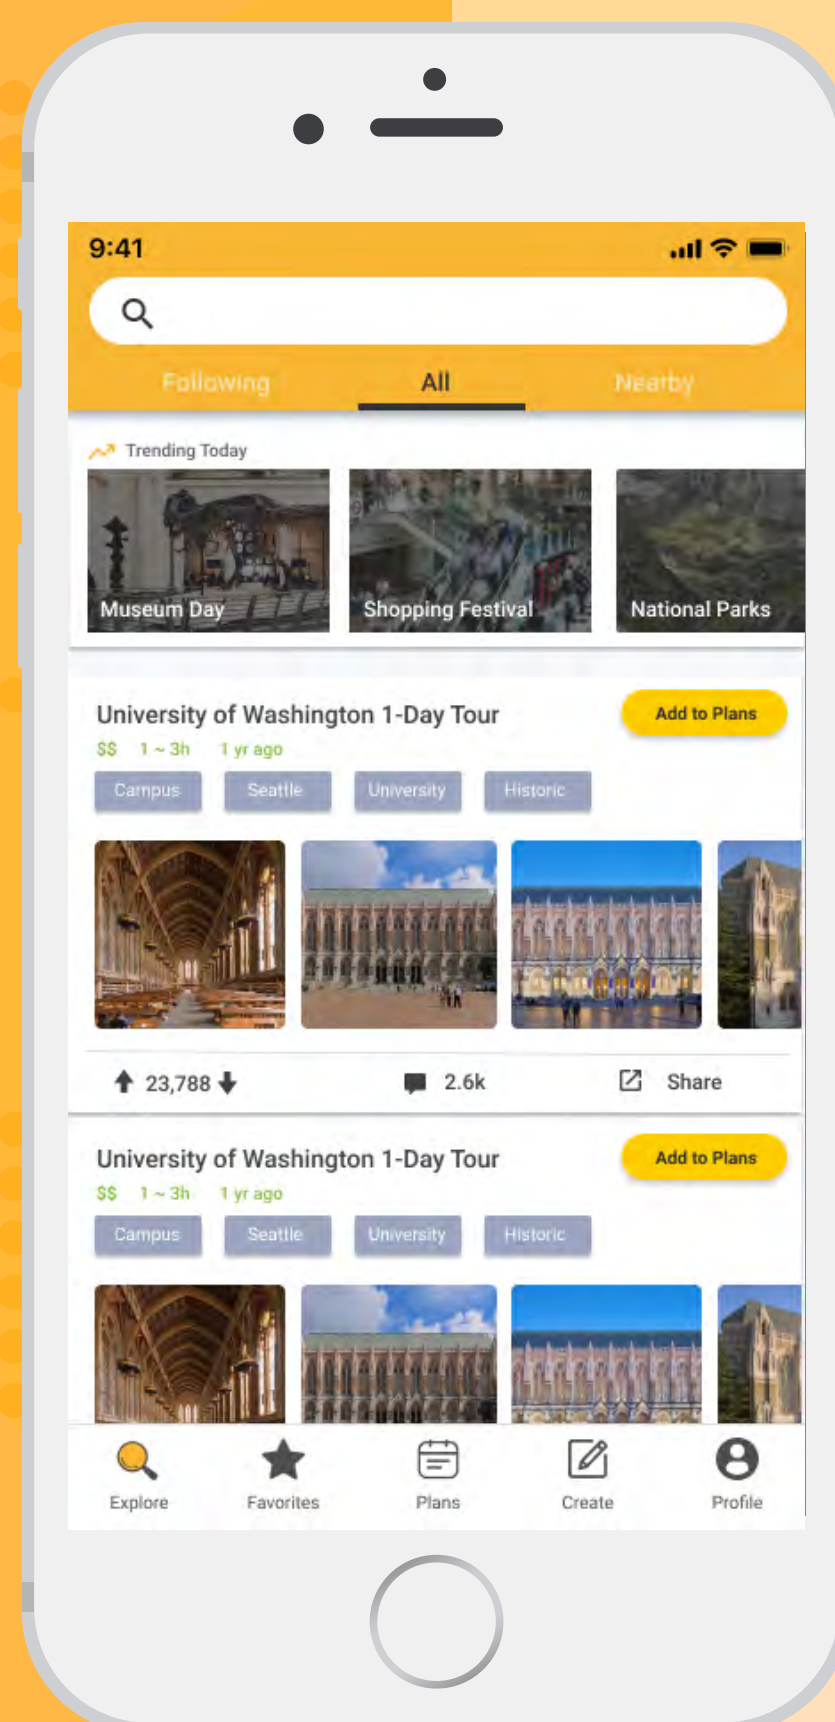 9:41
Following All Nearby
Trending Today
Museum Day Shopping Festival National Parks
University of Washington 1-Day Tour Add to Plans
$$ 1 ~ 3h 1 yr ago
Campus Seattle University Historic
23,788 2.6k Share
University of Washington 1-Day Tour Add to Plans
$$ 1 ~ 3h 1 yr ago
Campus Seattle University Historic
Explore Favorites Plans Create Profile